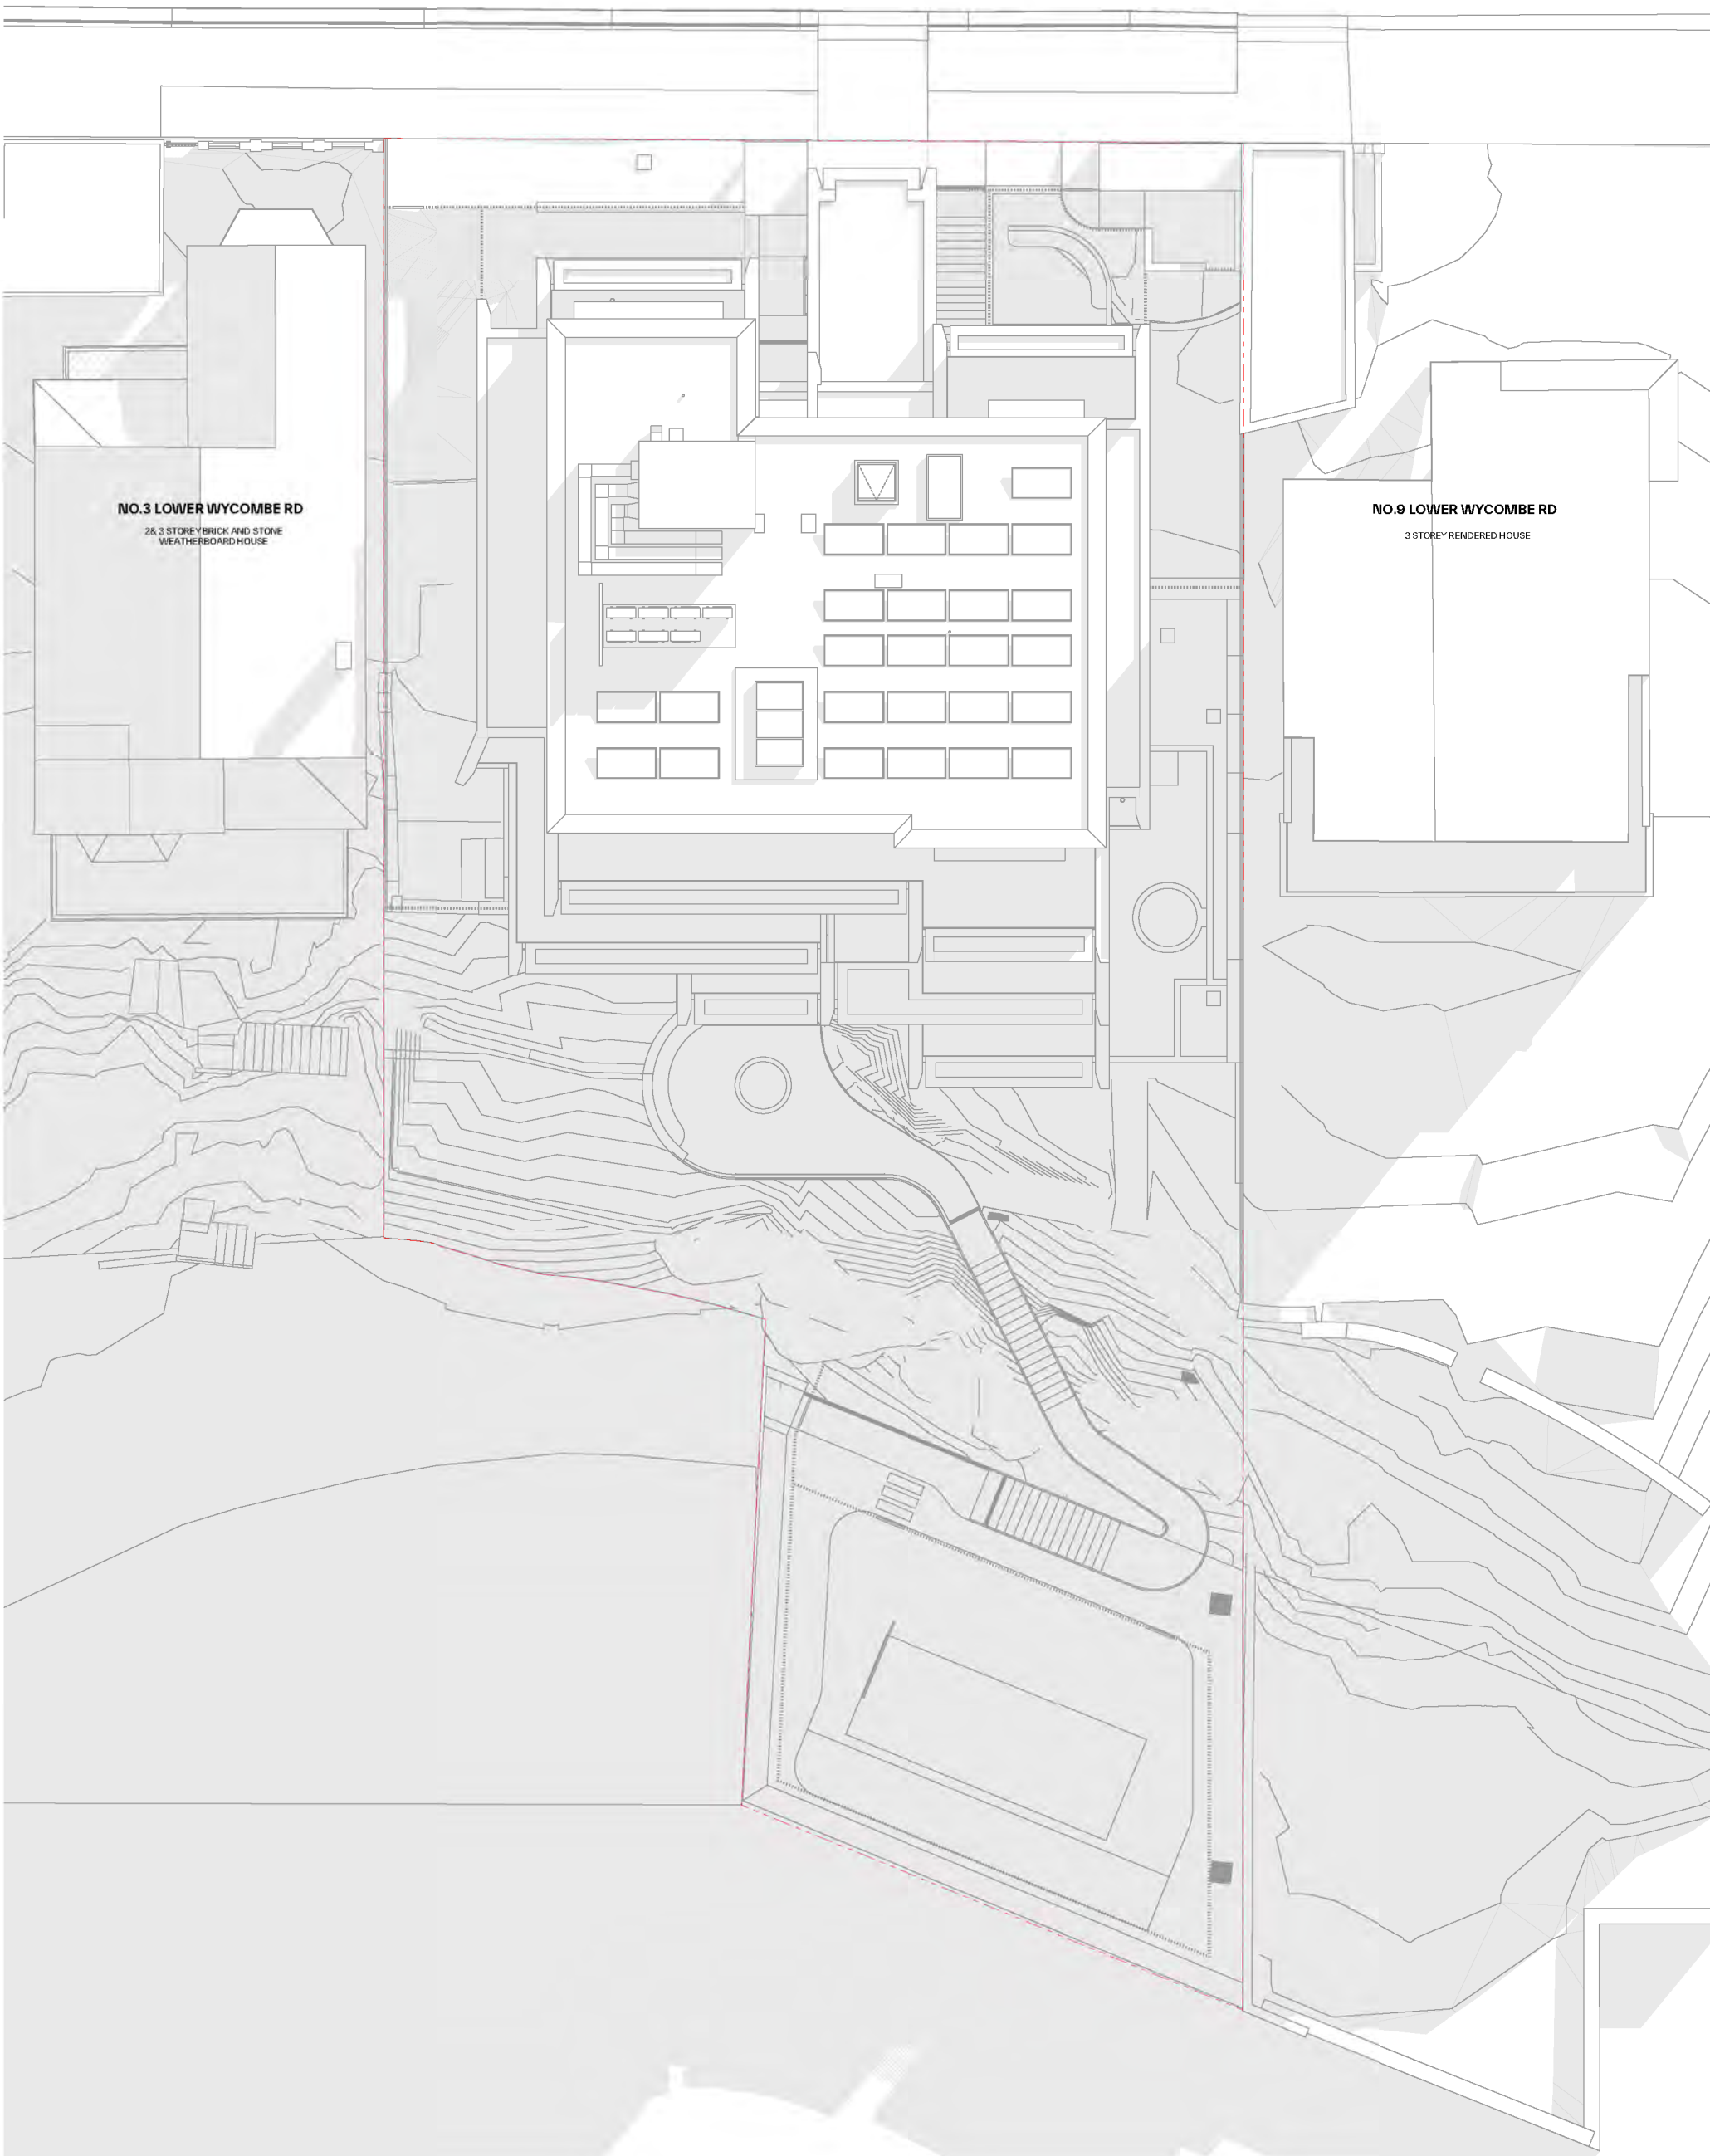 NO.3 LOWER WYCOMBE RD
2& 3 STOREY BRICK AND STONE
WEATHERBOARD HOUSE
NO.9 LOWER WYCOMBE RD
3 STOREY RENDERED HOUSE